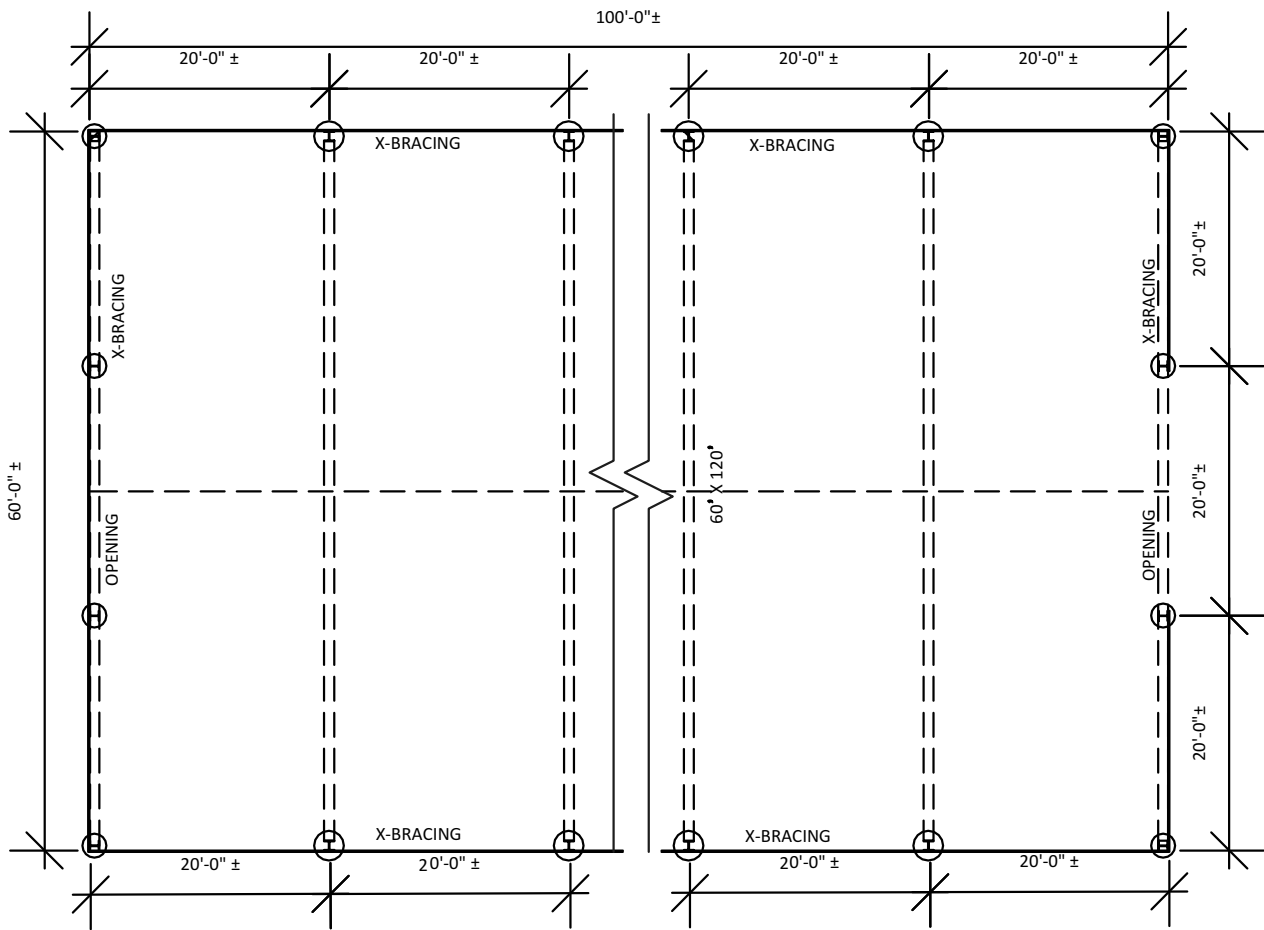 100'-0"±
20'-0" ±
20'-0" ±
20'-0" ±
20'-0" ±
X-BRACING
X-BRACING
X-BRACING
X-BRACING
20'-0"±
60'-0" ±
60' X 120'
20'-0"±
OPENING
OPENING
20'-0"±
X-BRACING
X-BRACING
20'-0" ±
20'-0" ±
20'-0" ±
20'-0" ±